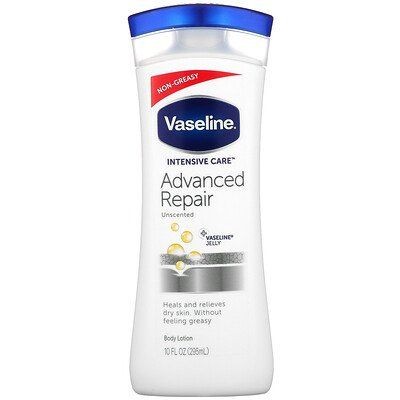 NON-GREASY
Vaseline.
INTENSIVE CARE™
Advanced
Repair
Unscented
VASELINE®
JELLY
Heals and relieves
dry skin. Without
feeling greasy
Body Lotion
10 FL OZ (295mL)